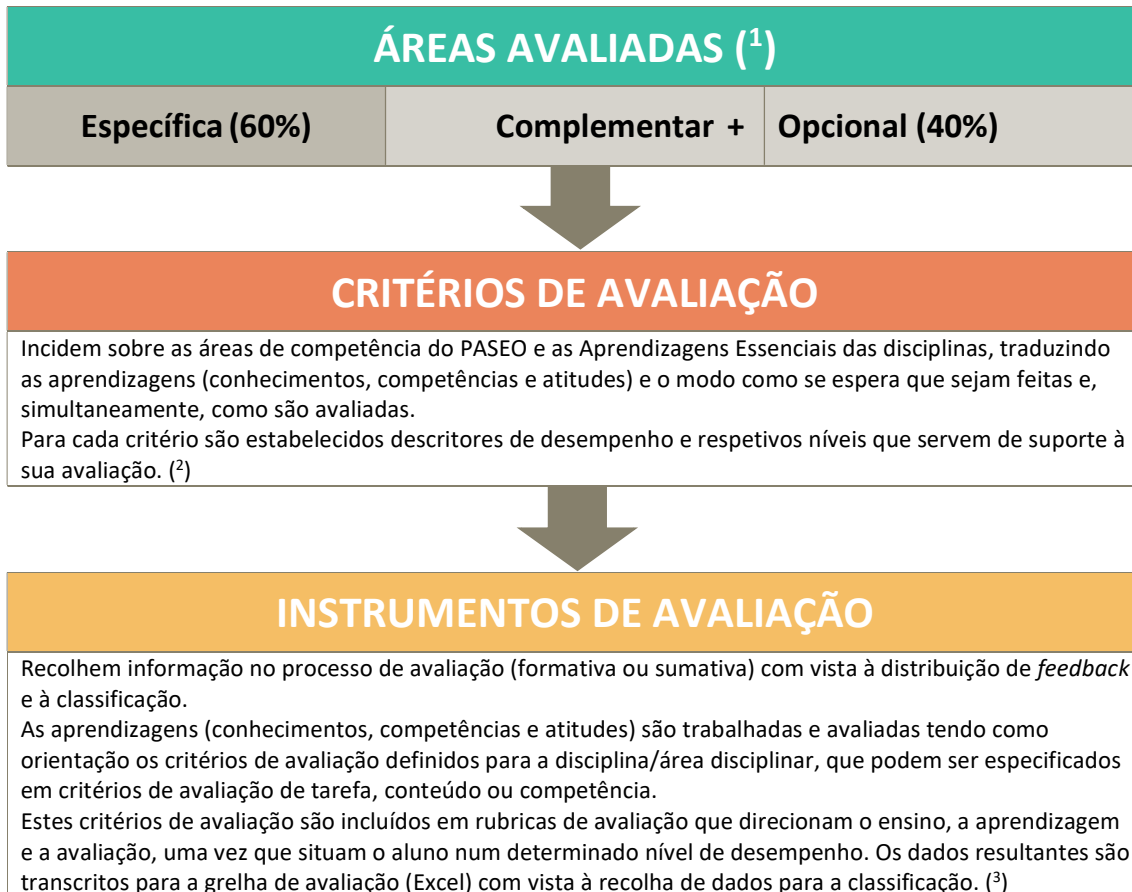 ÁREAS AVALIADAS (¹)
Específica (60%)
Complementar + Opcional (40%)
CRITÉRIOS DE AVALIAÇÃO
Incidem sobre as áreas de competência do PASEO e as Aprendizagens Essenciais das disciplinas, traduzindo
as aprendizagens (conhecimentos, competências e atitudes) e o modo como se espera que sejam feitas e,
simultaneamente, como são avaliadas.
Para cada critério são estabelecidos descritores de desempenho e respetivos níveis que servem de suporte à
sua avaliação. (²)
INSTRUMENTOS DE AVALIAÇÃO
Recolhem informação no processo de avaliação (formativa ou sumativa) com vista à distribuição de feedback
e à classificação.
As aprendizagens (conhecimentos, competências e atitudes) são trabalhadas e avaliadas tendo como
orientação os critérios de avaliação definidos para a disciplina/área disciplinar, que podem ser especificados
em critérios de avaliação de tarefa, conteúdo ou competência.
Estes critérios de avaliação são incluídos em rubricas de avaliação que direcionam o ensino, a aprendizagem
e a avaliação, uma vez que situam o aluno num determinado nível de desempenho. Os dados resultantes são
transcritos para a grelha de avaliação (Excel) com vista à recolha de dados para a classificação. (³)